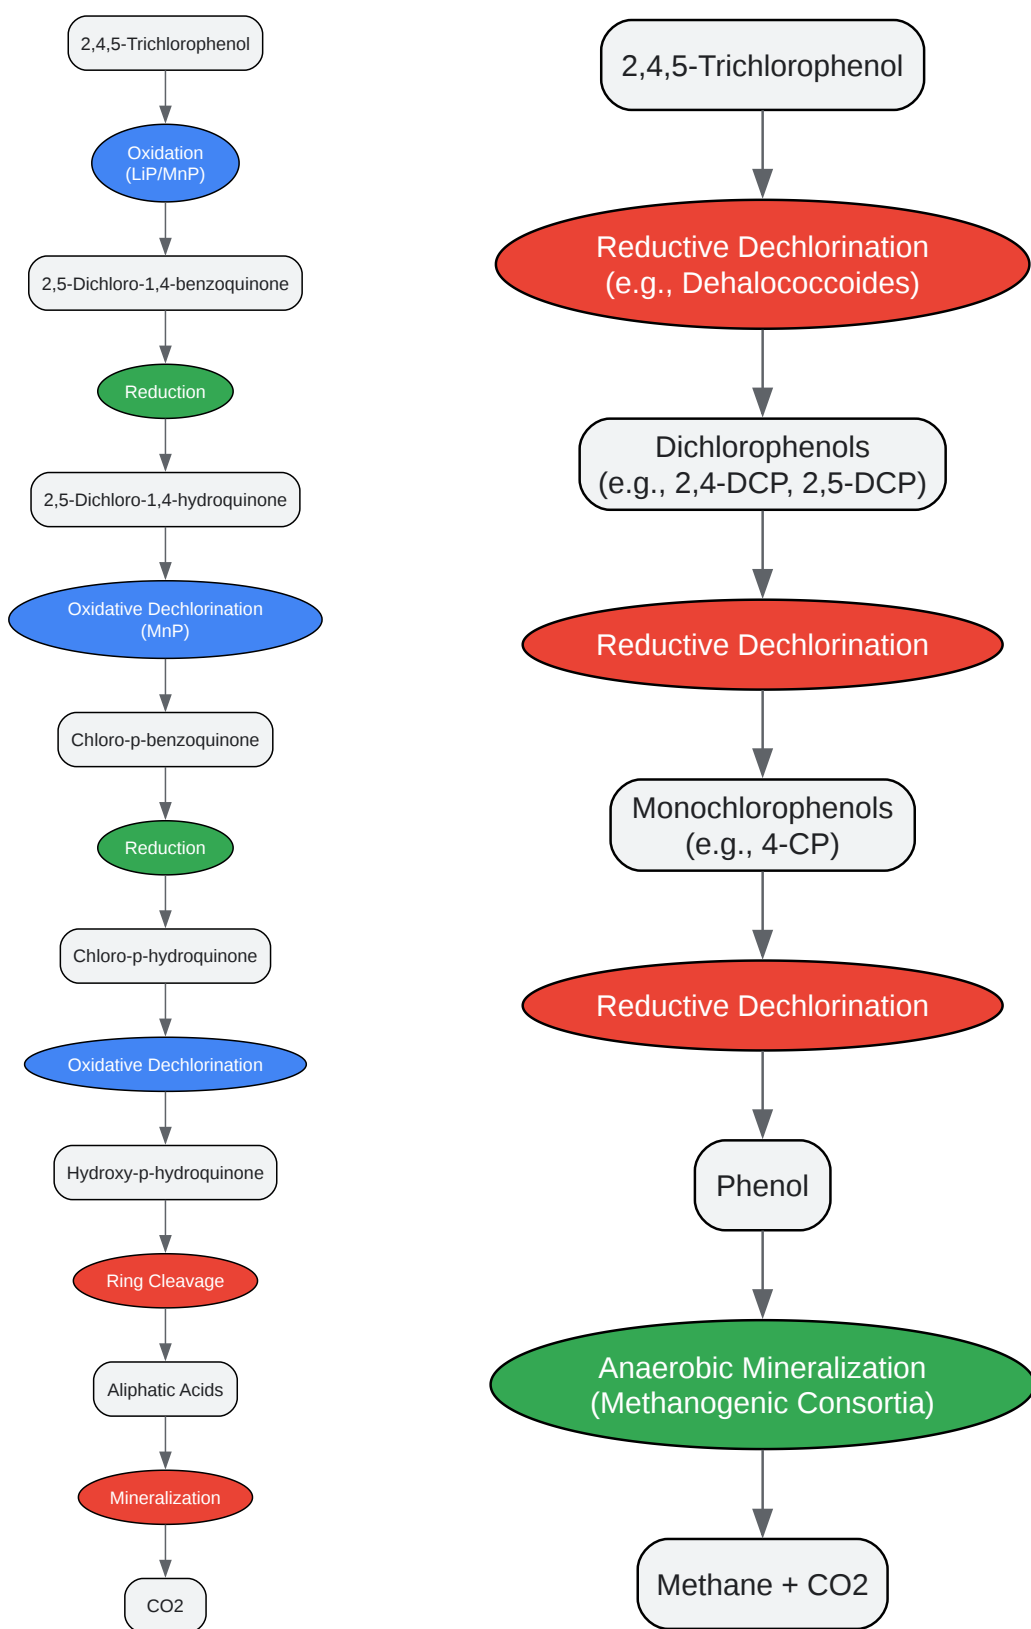 2,4,5-Trichlorophenol
Oxidation
(LiP/MnP)
2,5-Dichloro-1,4-benzoquinone
Reduction
2,5-Dichloro-1,4-hydroquinone
Oxidative Dechlorination
(MnP)
Chloro-p-benzoquinone
Reduction
Chloro-p-hydroquinone
Oxidative Dechlorination
Hydroxy-p-hydroquinone
Ring Cleavage
Aliphatic Acids
Mineralization
CO2
2,4,5-Trichlorophenol
Reductive Dechlorination
(e.g., Dehalococcoides)
Dichlorophenols
(e.g., 2,4-DCP, 2,5-DCP)
Reductive Dechlorination
Monochlorophenols
(e.g., 4-CP)
Reductive Dechlorination
Phenol
Anaerobic Mineralization
(Methanogenic Consortia)
Methane + CO2